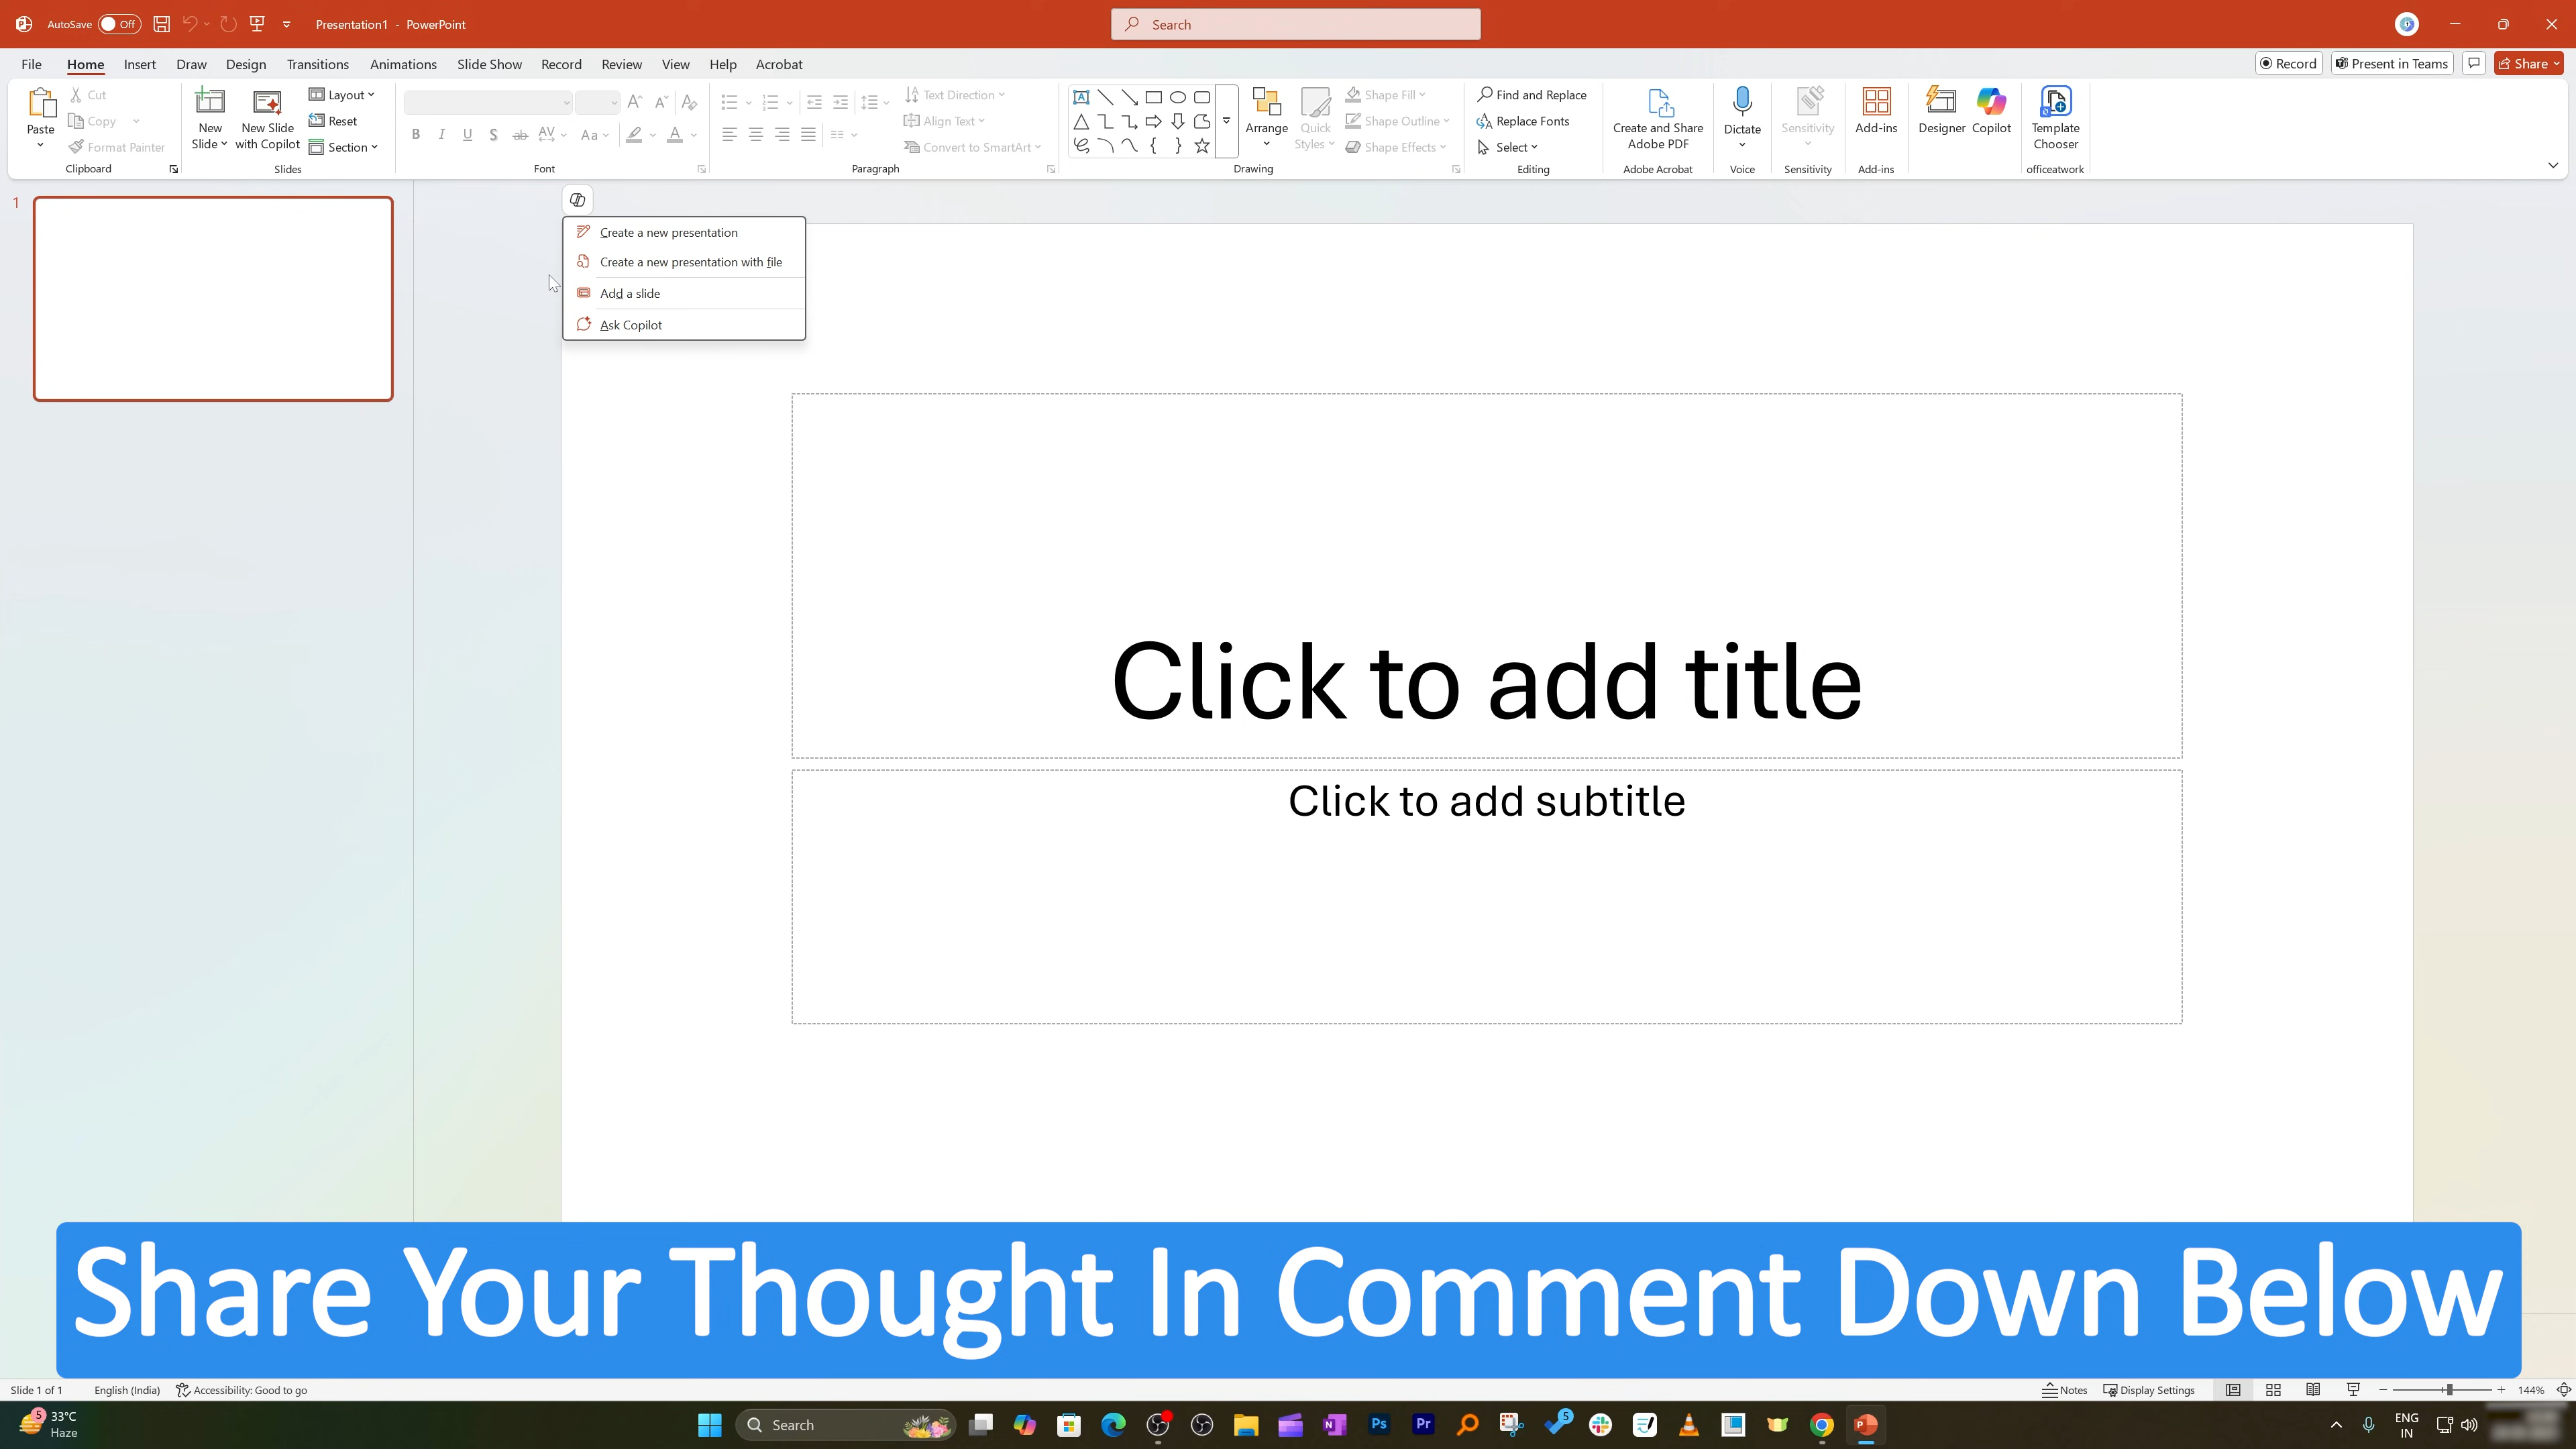 AutoSave Off Presentation1 - PowerPoint Search
File Home Insert Draw Design Transitions Animations Slide Show Record Review View Help Acrobat Record Present in Teams Share
Paste
Cut
Copy
Format Painter
Clipboard
New
Slide
New Slide
with Copilot
Layout
Reset
Section
Slides
Font
Text Direction
Align Text
Convert to SmartArt
Paragraph
Arrange
Quick
Styles
Shape Fill
Shape Outline
Shape Effects
Drawing
Find and Replace
Replace Fonts
Select
Editing
Create and Share
Adobe PDF
Adobe Acrobat
Dictate
Voice
Sensitivity
Sensitivity
Add-ins
Add-ins
Designer
Copilot
Template
Chooser
officeatwork
1
Create a new presentation
Create a new presentation with file
Add a slide
Ask Copilot
Click to add title
Click to add subtitle
Share Your Thought In Comment Down Below
Slide 1 of 1 English (India) Accessibility: Good to go Notes Display Settings 144%
5
33°C
Haze
Search
Ps
Pr
5
ENG
IN